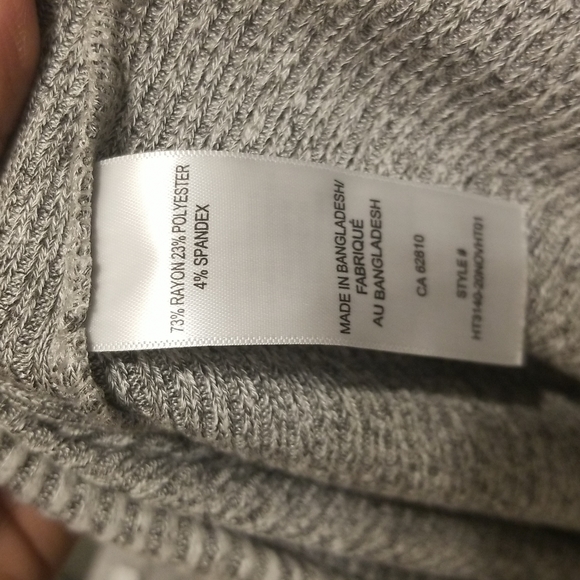 73% RAYON 23% POLYESTER
4% SPANDEX
MADE IN BANGLADESH/
FABRIQUÉ
AU BANGLADESH
CA 62810
STYLE #
HT3140-20NOVHT01